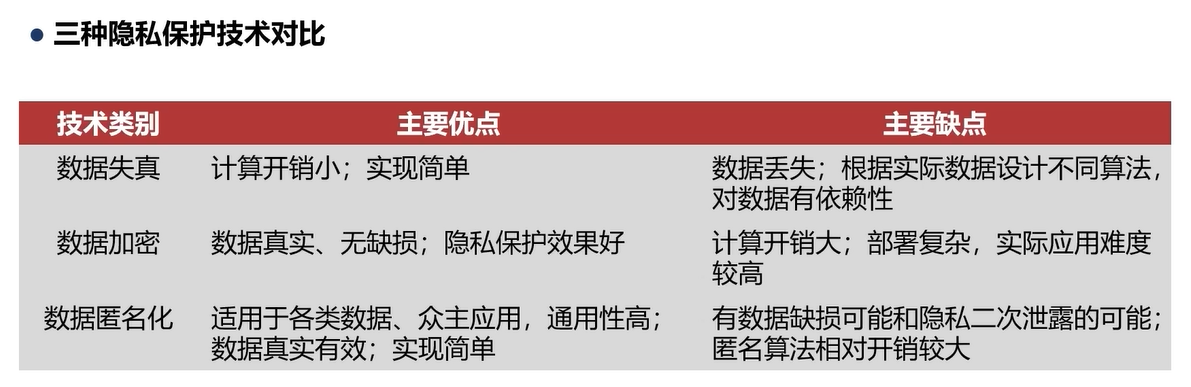 ● 三种隐私保护技术对比
技术类别 主要优点 主要缺点
数据失真 计算开销小；实现简单 数据丢失；根据实际数据设计不同算法，
对数据有依赖性
数据加密 数据真实、无缺损；隐私保护效果好 计算开销大；部署复杂，实际应用难度
较高
数据匿名化 适用于各类数据、众主应用，通用性高； 有数据缺损可能和隐私二次泄露的可能；
数据真实有效；实现简单 匿名算法相对开销较大